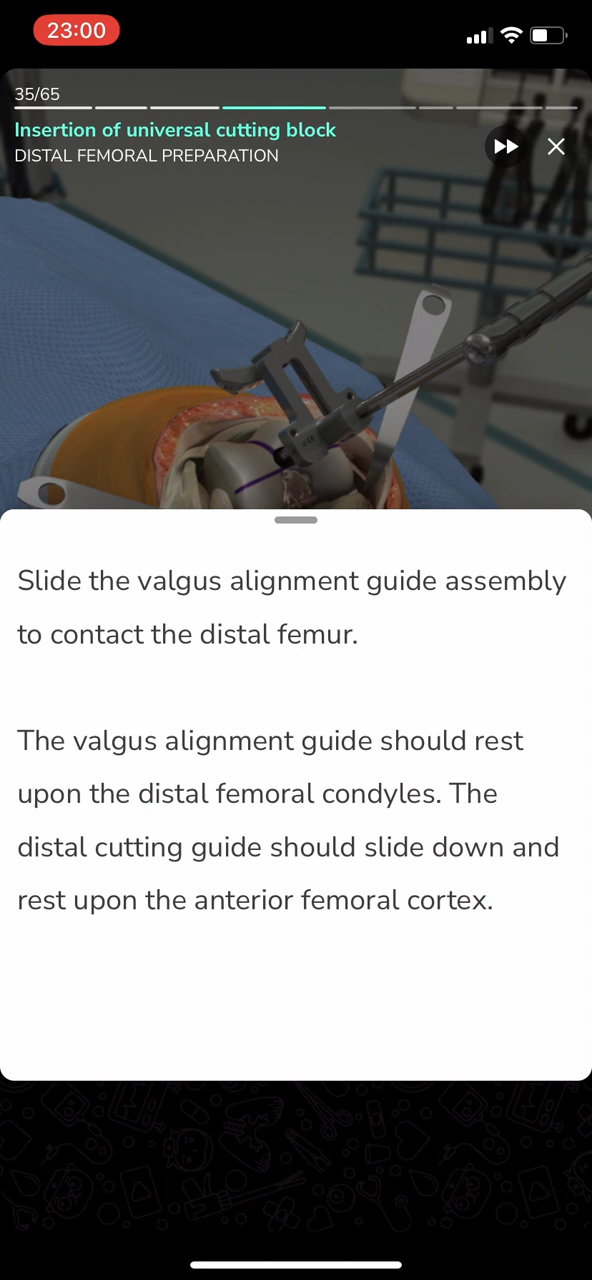 23:00
35/65
Insertion of universal cutting block
DISTAL FEMORAL PREPARATION
Slide the valgus alignment guide assembly
to contact the distal femur.
The valgus alignment guide should rest
upon the distal femoral condyles. The
distal cutting guide should slide down and
rest upon the anterior femoral cortex.